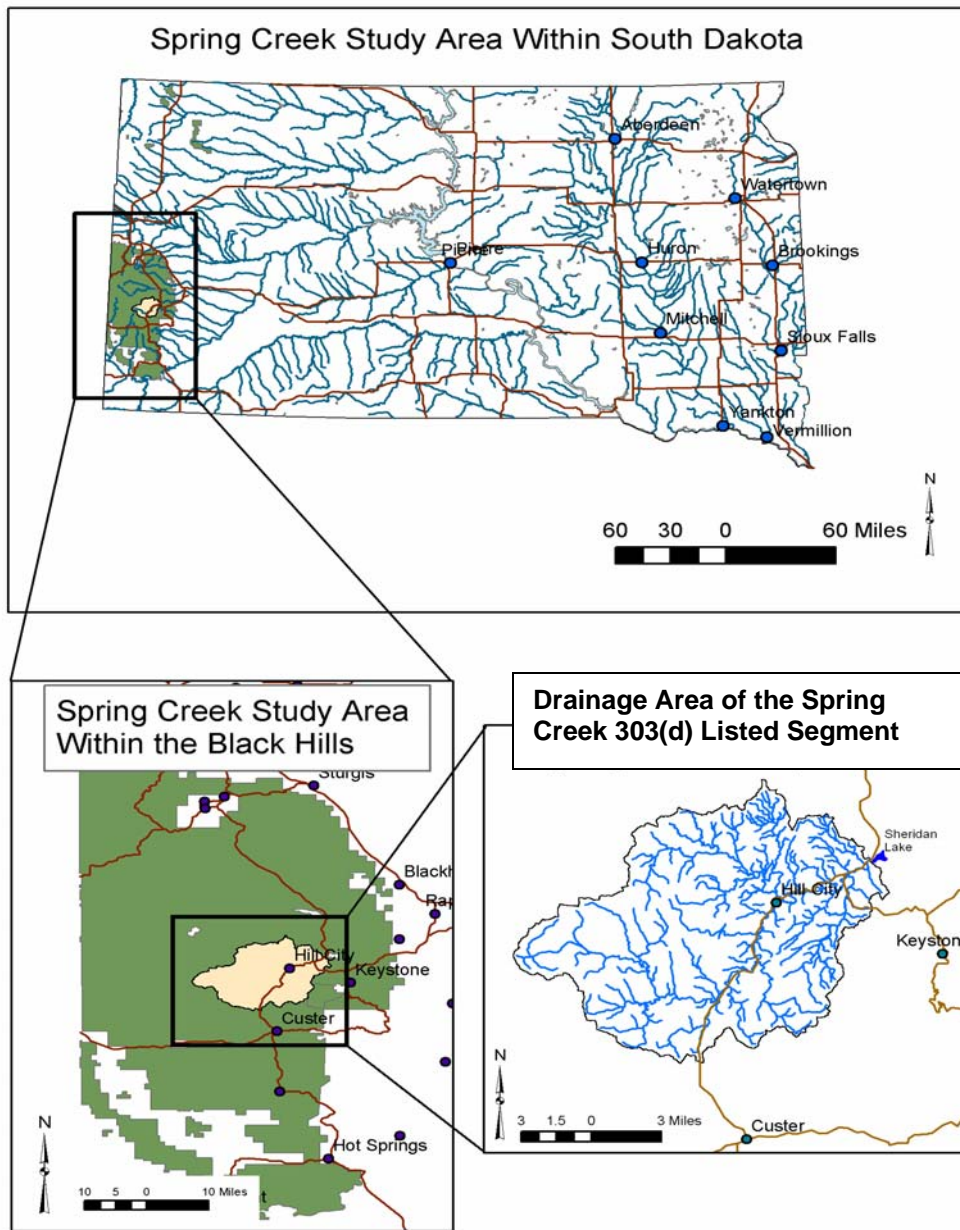 Spring Creek Study Area Within South Dakota
Aberdeen
Watertown
Pierre
Huron
Brookings
Mitchell
Sioux Falls
Yankton
Vermillion
N
60 30 0 60 Miles
Spring Creek Study Area
Within the Black Hills
Sturgis
Blackh
Rap
Hill City
Keystone
Custer
Hot Springs
N
10 5 0 10 Miles
t
Drainage Area of the Spring
Creek 303(d) Listed Segment
Sheridan
Lake
Hill City
Keyston
N
3 1.5 0 3 Miles
Custer